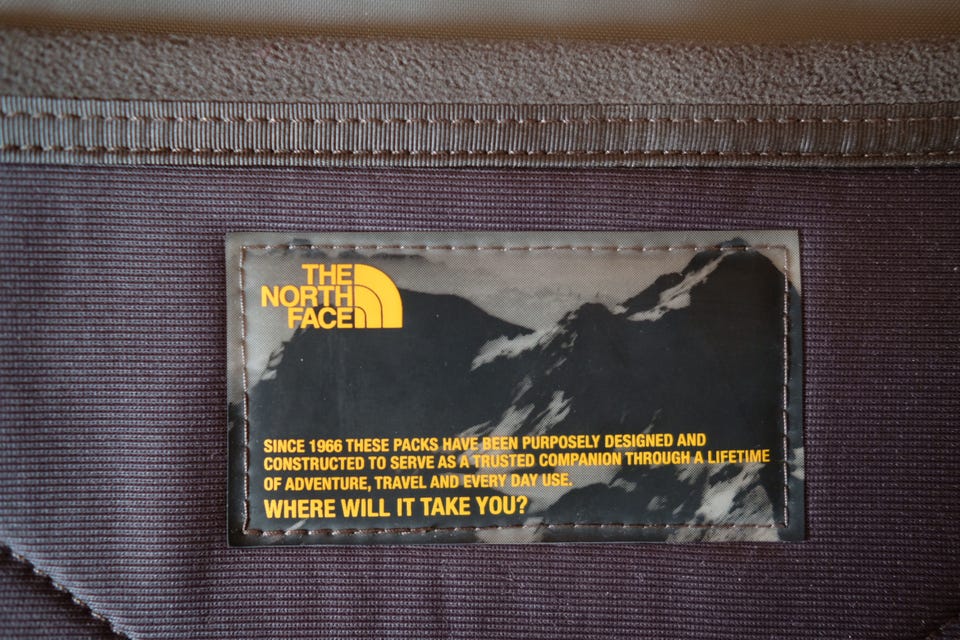 THE
NORTH
FACE
SINCE 1966 THESE PACKS HAVE BEEN PURPOSELY DESIGNED AND
CONSTRUCTED TO SERVE AS A TRUSTED COMPANION THROUGH A LIFETIME
OF ADVENTURE, TRAVEL AND EVERY DAY USE.
WHERE WILL IT TAKE YOU?